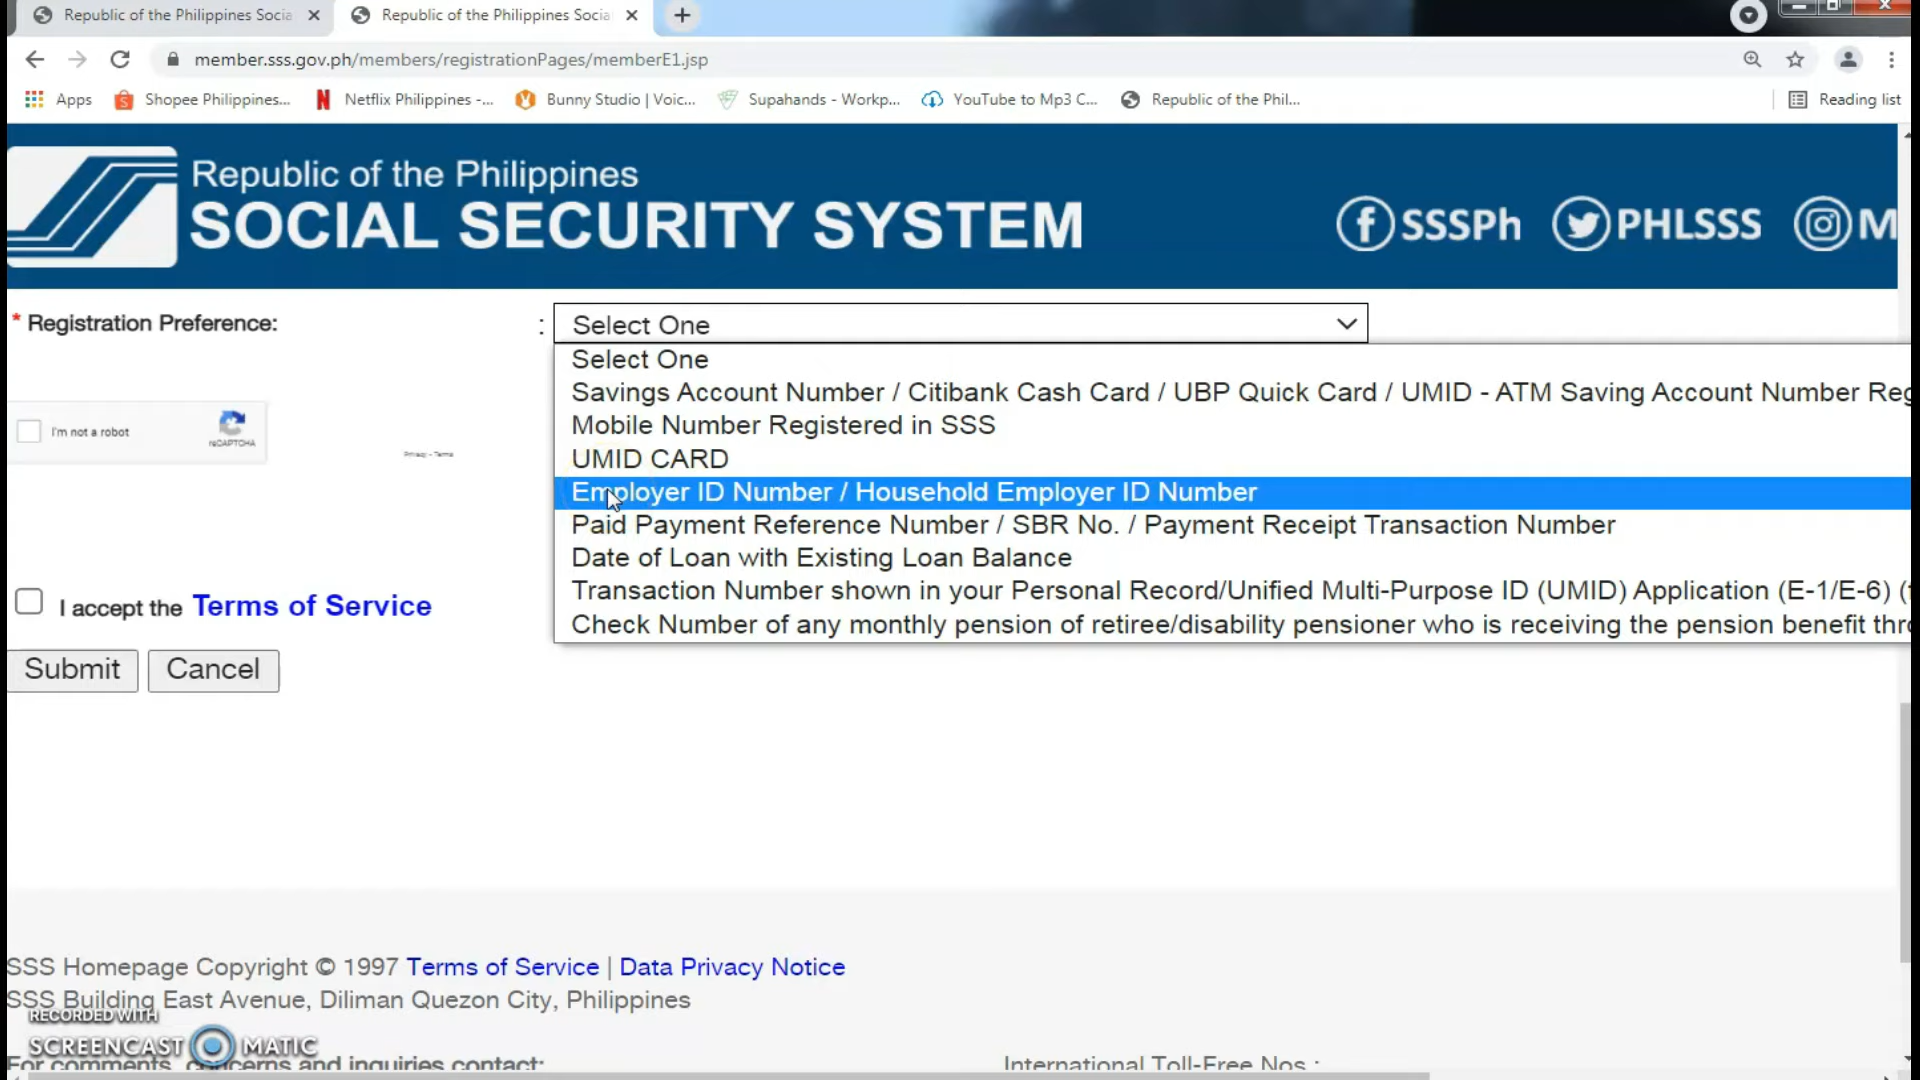 Republic of the Philippines Socia
Republic of the Philippines Socia
member.sss.gov.ph/members/registrationPages/memberE1.jsp
Apps
Shopee Philippines...
Netflix Philippines -...
Bunny Studio | Voic...
Supahands - Workp...
YouTube to Mp3 C...
Republic of the Phil...
Reading list
Republic of the Philippines
SOCIAL SECURITY SYSTEM
SSSPh
PHLSSS
M
* Registration Preference:
: Select One
Select One
Savings Account Number / Citibank Cash Card / UBP Quick Card / UMID - ATM Saving Account Number Reg
Mobile Number Registered in SSS
UMID CARD
Employer ID Number / Household Employer ID Number
Paid Payment Reference Number / SBR No. / Payment Receipt Transaction Number
Date of Loan with Existing Loan Balance
Transaction Number shown in your Personal Record/Unified Multi-Purpose ID (UMID) Application (E-1/E-6) (
Check Number of any monthly pension of retiree/disability pensioner who is receiving the pension benefit thr
I'm not a robot
reCAPTCHA
Privacy - Terms
I accept the Terms of Service
Submit
Cancel
SSS Homepage Copyright © 1997 Terms of Service | Data Privacy Notice
SSS Building East Avenue, Diliman Quezon City, Philippines
RECORDED WITH
SCREENCAST MATIC
For comments, concerns and inquiries contact:
International Toll-Free Nos.: